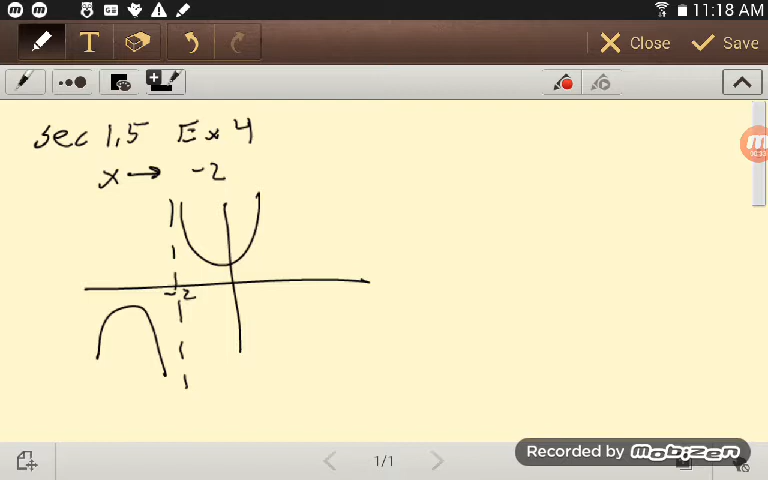 11:18 AM
T
Close
Save
sec 1.5 Ex 4
x → -2
-2
1/1
Recorded by
mobizen